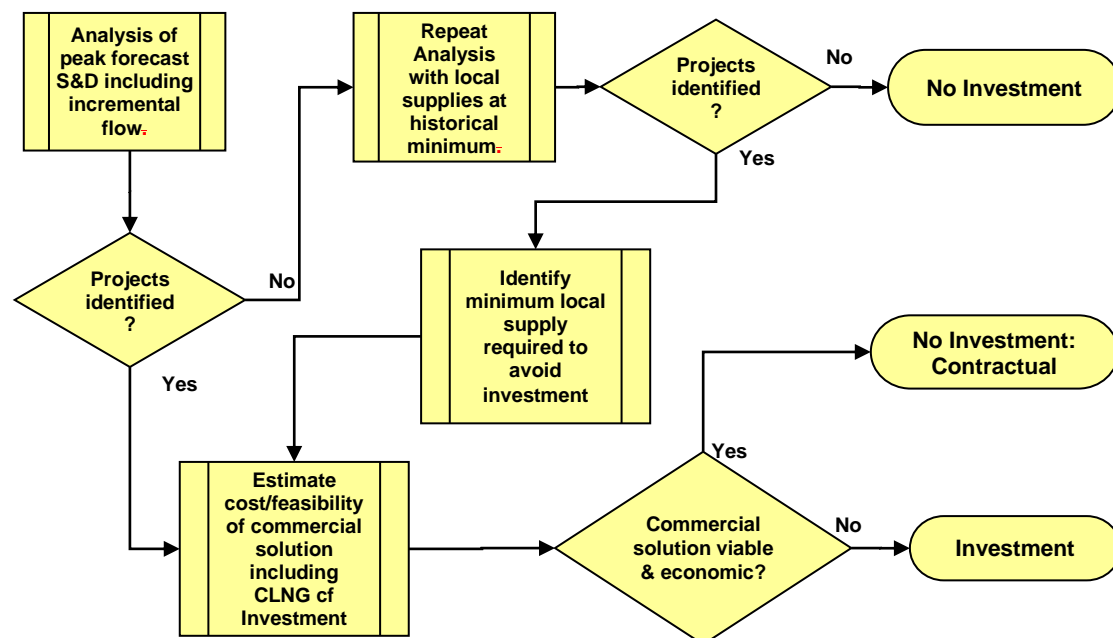 Analysis of
peak forecast
S&D including
incremental
flow.
Repeat
Analysis
with local
supplies at
historical
minimum.
Projects
identified
?
No
No Investment
Yes
Projects
identified
?
No
Yes
Identify
minimum local
supply
required to
avoid
investment
No Investment:
Contractual
Estimate
cost/feasibility
of commercial
solution
including
CLNG cf
Investment
Commercial
solution viable
& economic?
Yes
No
Investment